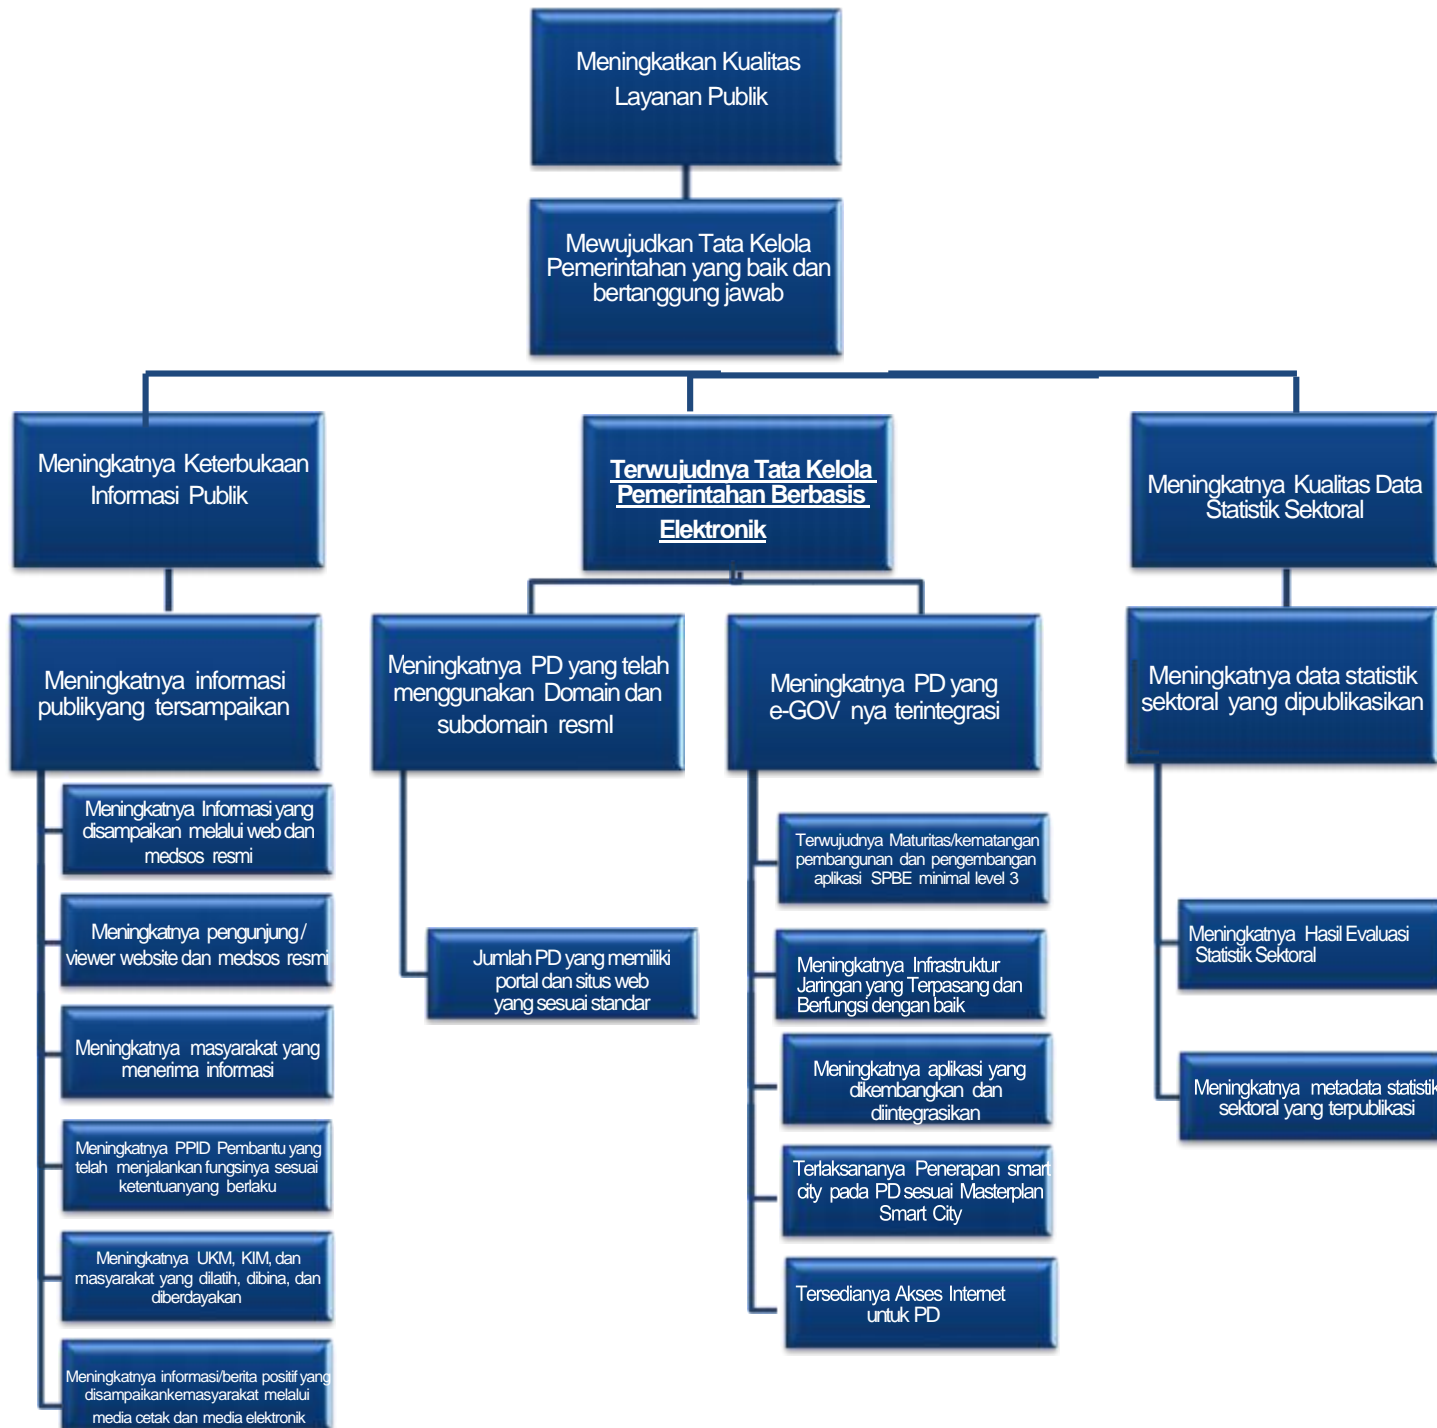 Meningkatkan Kualitas
Layanan Publik
Mewujudkan Tata Kelola
Pemerintahan yang baik dan
bertanggung jawab
Meningkatnya Keterbukaan
Informasi Publik
Terwujudnya Tata Kelola
Pemerintahan Berbasis
Elektronik
Meningkatnya Kualitas Data
Statistik Sektoral
Meningkatnya informasi
publikyang tersampaikan
Meningkatnya PD yang telah
menggunakan Domain dan
subdomain resmI
Meningkatnya PD yang
e-GOV nya terintegrasi
Meningkatnya data statistik
sektoral yang dipublikasikan
Meningkatnya Informasi yang
disampaikan melalui web dan
medsos resmi
Meningkatnya pengunjung /
viewer website dan medsos resmi
Meningkatnya masyarakat yang
menerima informasi
Meningkatnya PPID Pembantu yang
telah menjalankan fungsinya sesuai
ketentuanyang berlaku
Meningkatnya UKM, KIM, dan
masyarakat yang dilatih, dibina, dan
diberdayakan
Meningkatnya informasi/berita positif yang
disampaikankemasyarakat melalui
media cetak dan media elektronik
Jumlah PD yang memiliki
portal dan situs web
yang sesuai standar
Terwujudnya Maturitas/kematangan
pembangunan dan pengembangan
aplikasi SPBE minimal level 3
Meningkatnya Infrastruktur
Jaringan yang Terpasang dan
Berfungsi dengan baik
Meningkatnya aplikasi yang
dikembangkan dan
diintegrasikan
Terlaksananya Penerapan smart
city pada PD sesuai Masterplan
Smart City
Tersedianya Akses Internet
untuk PD
Meningkatnya Hasil Evaluasi
Statistik Sektoral
Meningkatnya metadata statistik
sektoral yang terpublikasi